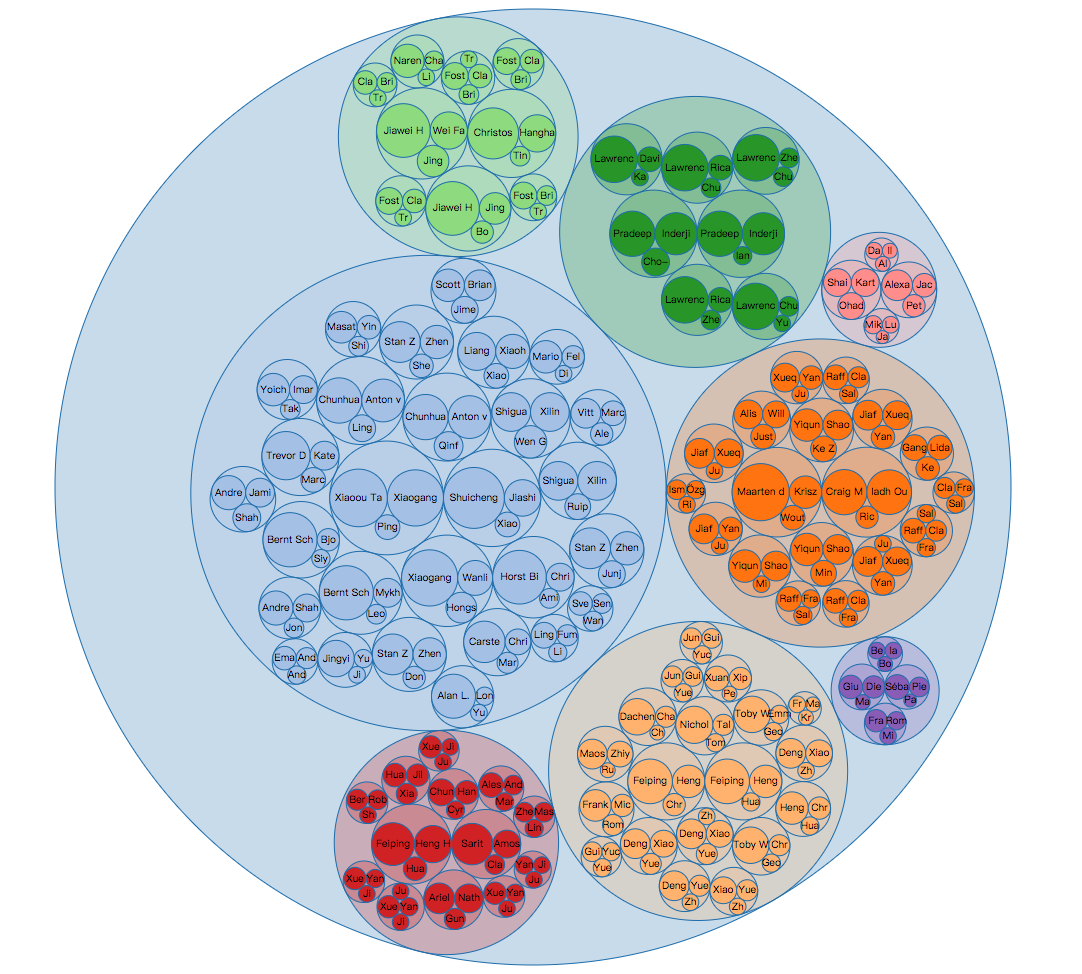 Naren Cha
Li
Cla Bri
Tr
Tr
Fost Cla
Bri
Fost Cla
Bri
Jiawei H Wei Fa
Jing
Christos Hangha
Tin
Fost Cla
Tr
Jiawei H Jing
Bo
Fost Bri
Tr
Lawrenc Davi
Ka
Lawrenc Rica
Chu
Lawrenc Zhe
Chu
Pradeep Inderji
Cho-
Pradeep Inderji
Ian
Lawrenc Rica
Zhe
Lawrenc Chu
Yu
Da Il
Al
Shai Kart
Ohad
Alexa Jac
Pet
Mik Lu
Ja
Scott Brian
Jime
Masat Yin
Shi
Stan Z Zhen
She
Liang Xiaoh
Xiao
Mario Fel
Di
Yoich Imar
Tak
Chunhua Anton v
Ling
Chunhua Anton v
Qinf
Shigua Xilin
Wen G
Vitt Marc
Ale
Trevor D Kate
Marc
Andre Jami
Shah
Xiaoou Ta Xiaogang
Ping
Shuicheng Jiashi
Xiao
Shigua Xilin
Ruip
Bernt Sch Bjo
Siy
Stan Z Zhen
Junj
Bernt Sch Mykh
Leo
Xiaogang Wanli
Hongs
Horst Bi Chri
Ami
Andre Shah
Jon
Sve Sen
Wan
Ema And
And
Jingyi Yu
Ji
Stan Z Zhen
Don
Carste Chri
Mar
Ling Fum
Li
Alan L. Lon
Yu
Xueq Yan
Ju
Raff Cla
Sal
Alis Will
Just
Yiqun Shao
Ke Z
Jiaf Xueq
Yan
Jiaf Xueq
Ju
Gang Lida
Ke
Ism Özg
Ri
Maarten d Krisz
Wout
Craig M Iadh Ou
Ric
Cla Fra
Sal
Jiaf Yan
Ju
Sal
Raff Cla
Fra
Yiqun Shao
Mi
Yiqun Shao
Min
Ju
Jiaf Xueq
Yan
Raff Fra
Sal
Raff Cla
Fra
Be Ia
Bo
Giu Die
Ma
Séba Pie
Pa
Fra Rom
Mi
Jun Gui
Yuc
Jun Gui
Yue
Xuan Xip
Pe
Dachen Cha
Ch
Nichol Tal
Tom
Toby W Emm
Geo
Fr Ma
Kr
Maos Zhiy
Ru
Deng Xiao
Zh
Feiping Heng
Chr
Feiping Heng
Hua
Frank Mic
Rom
Heng Chr
Hua
Gui Yuc
Yue
Deng Xiao
Yue
Zh
Deng Xiao
Yue
Toby W Chr
Geo
Deng Yue
Zh
Xiao Yue
Zh
Xue Ji
Ju
Hua Jil
Xia
Ber Rob
Sh
Chun Han
Cyr
Ales And
Mar
Zhe Mas
Lin
Feiping Heng H
Hua
Sarit Amos
Cla
Xue Yan
Ji
Yan Ji
Ju
Ju
Xue Yan
Ji
Ariel Nath
Gun
Xue Yan
Ju